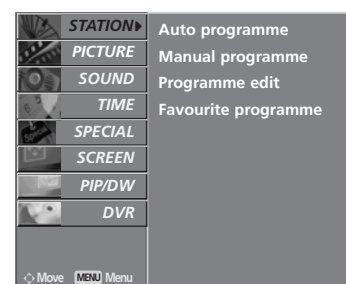 STATION
PICTURE
SOUND
TIME
SPECIAL
SCREEN
PIP/DW
DVR
Move MENU Menu
Auto programme
Manual programme
Programme edit
Favourite programme